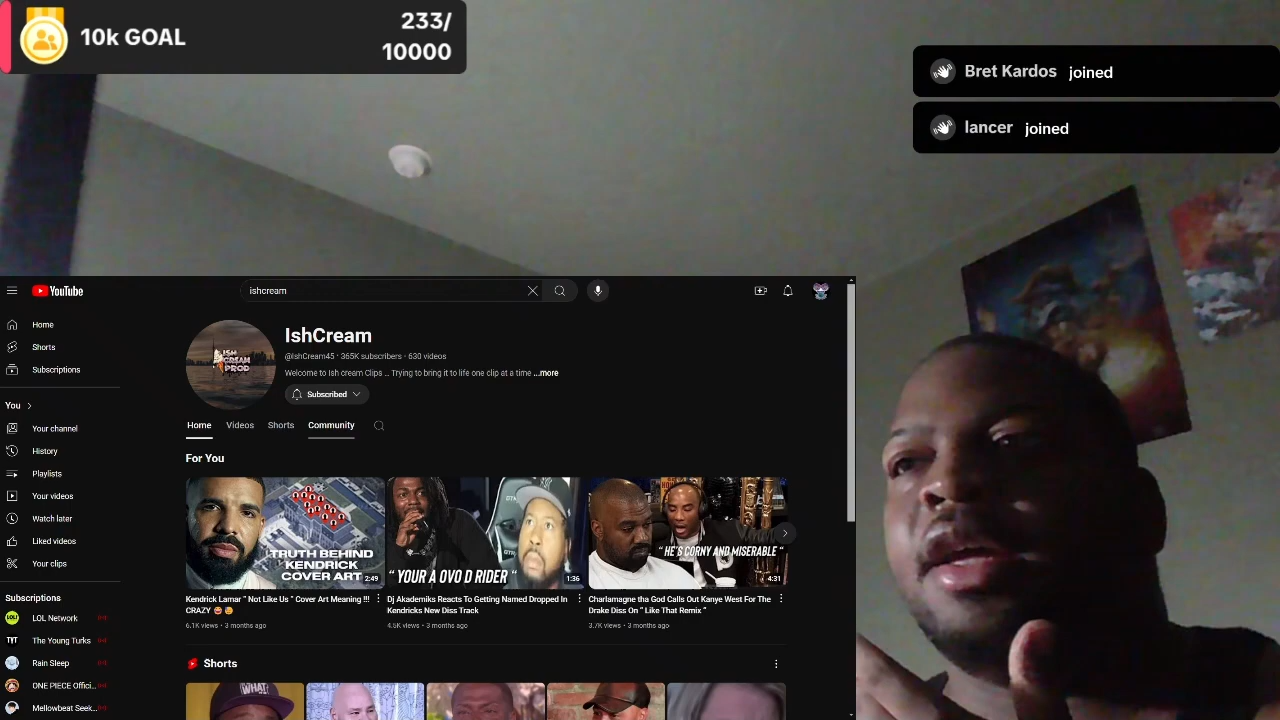 10k GOAL
233/
10000
Bret Kardos joined
lancer joined
YouTube
ishcream
Home
Shorts
Subscriptions
You
Your channel
History
Playlists
Your videos
Watch later
Liked videos
Your clips
Subscriptions
LOL Network
The Young Turks
Rain Sleep
ONE PIECE Offici...
Mellowbeat Seek...
ISH
CREAM
PROD
IshCream
@IshCream45 · 365K subscribers · 630 videos
Welcome to Ish cream Clips ... Trying to bring it to life one clip at a time ...more
Subscribed
Home Videos Shorts Community
For You
TRUTH BEHIND
KENDRICK
COVER ART
2:49
Kendrick Lamar " Not Like Us " Cover Art Meaning !!!
CRAZY 🤯 😳
6.1K views · 3 months ago
" YOUR A OVO D RIDER "
1:36
Dj Akademiks Reacts To Getting Named Dropped In
Kendricks New Diss Track
4.5K views · 3 months ago
" HE'S CORNY AND MISERABLE "
4:31
Charlamagne tha God Calls Out Kanye West For The
Drake Diss On " Like That Remix "
3.7K views · 3 months ago
Shorts
WHAT!